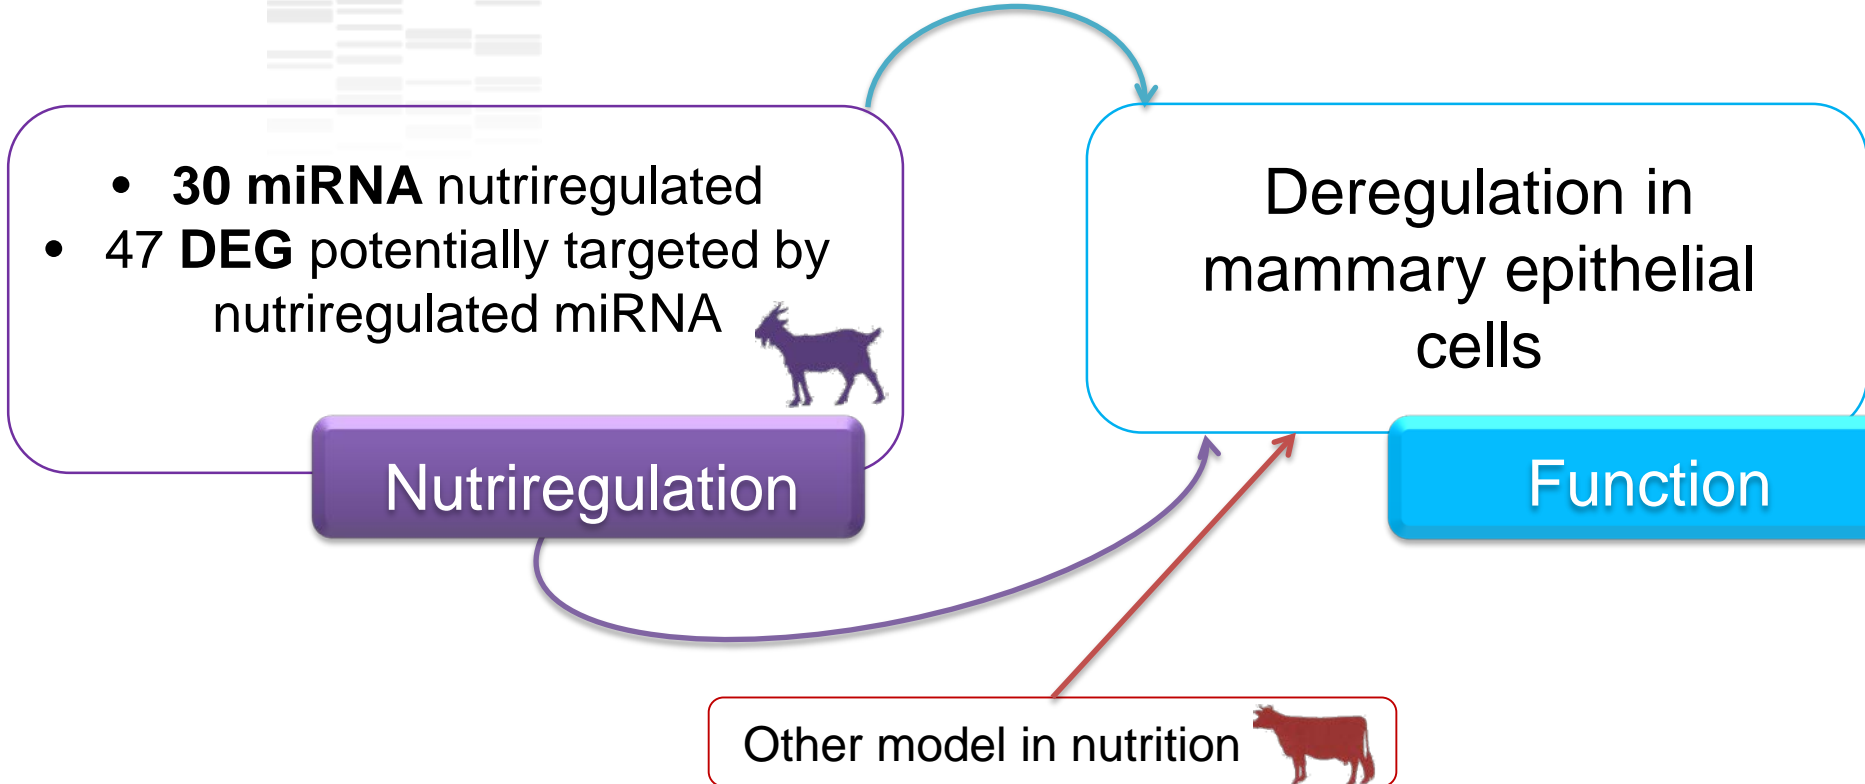 • 30 miRNA nutriregulated
• 47 DEG potentially targeted by
nutriregulated miRNA
Nutriregulation
Deregulation in
mammary epithelial
cells
Function
Other model in nutrition